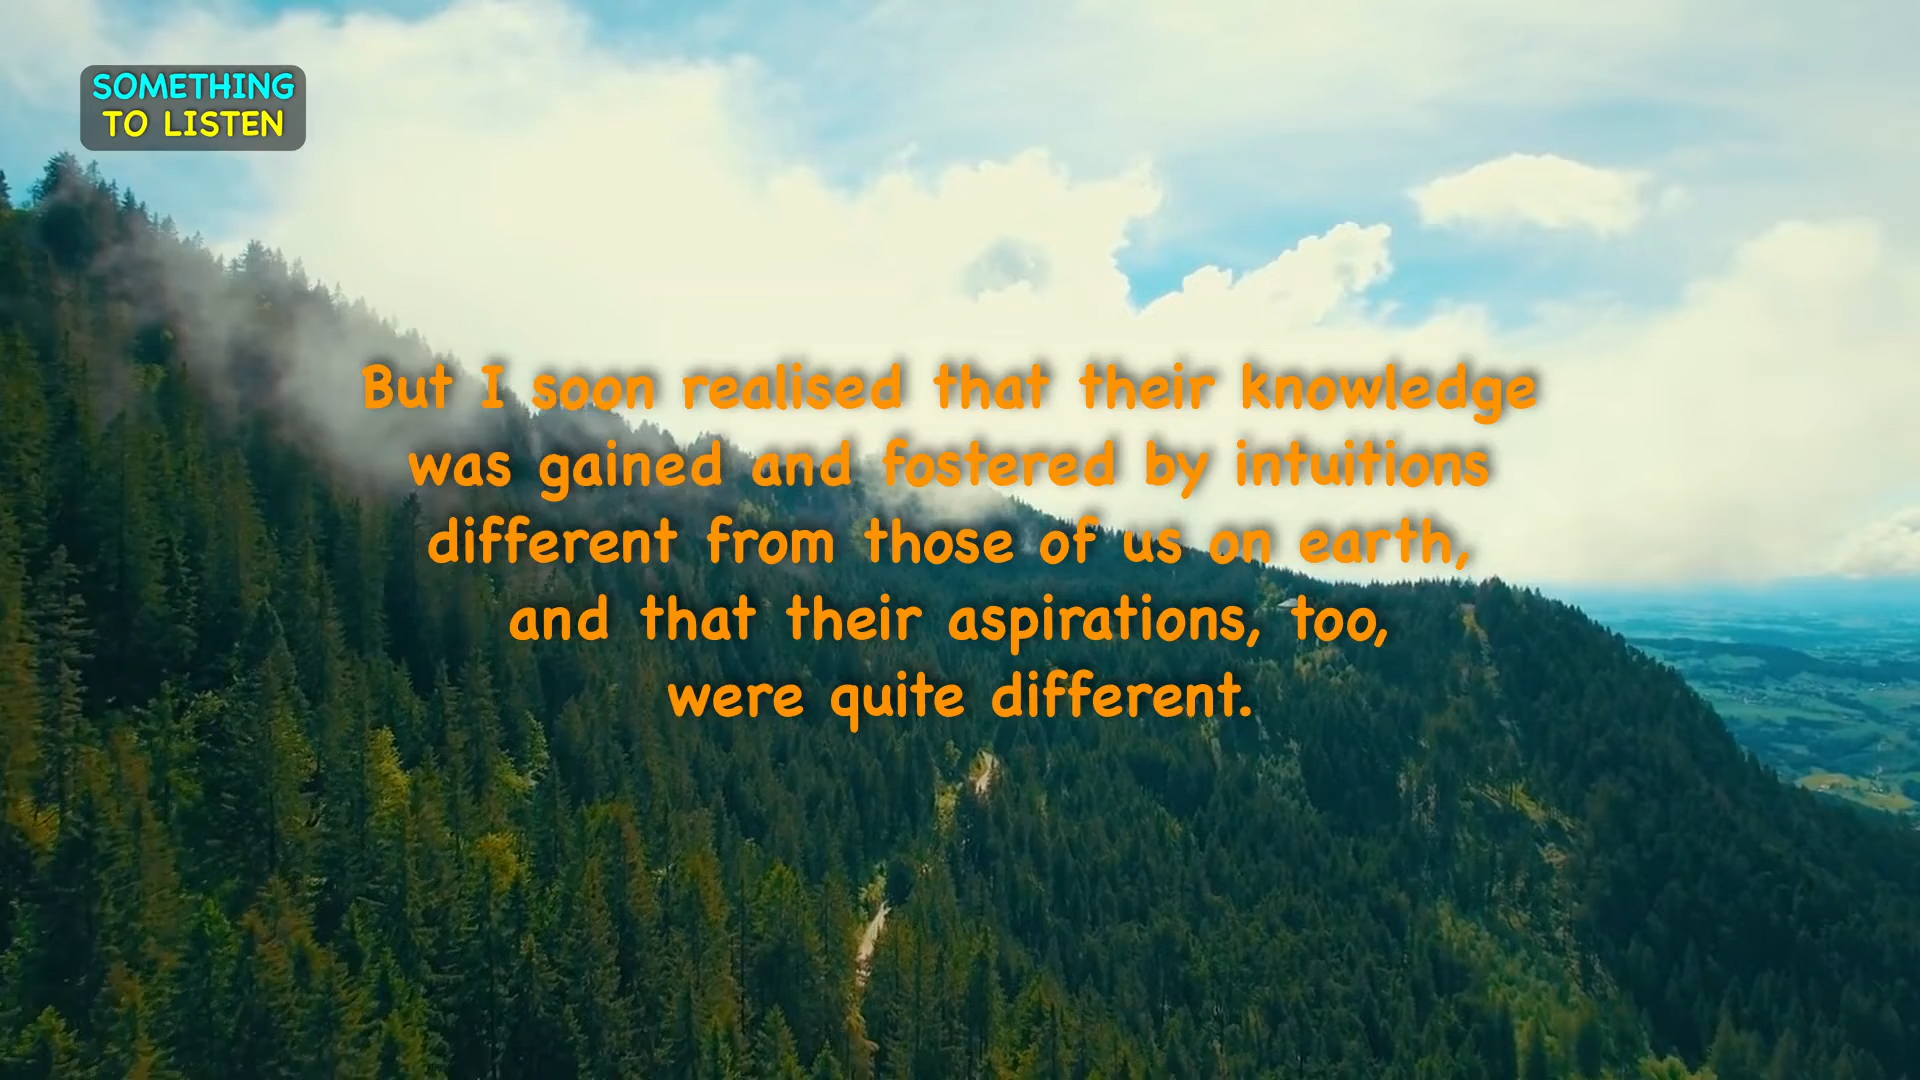 SOMETHING
TO LISTEN
But I soon realised that their knowledge
was gained and fostered by intuitions
different from those of us on earth,
and that their aspirations, too,
were quite different.